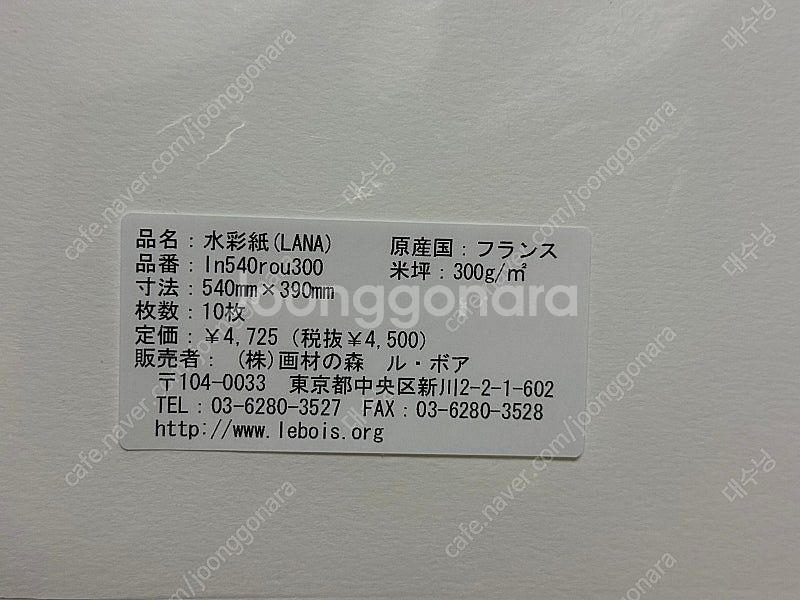 品名：水彩紙(LANA)
原産国：フランス
品番：ln540rou300
米坪：300g/㎡
寸法：540mm×390mm
枚数：10枚
定価：￥4,725 (税抜￥4,500)
販売者：(株)画材の森　ル・ボア
〒104-0033　東京都中央区新川2-2-1-602
TEL：03-6280-3527　FAX：03-6280-3528
http://www.lebois.org
joonggonara
cafe.naver.com/joonggonara
대수닝